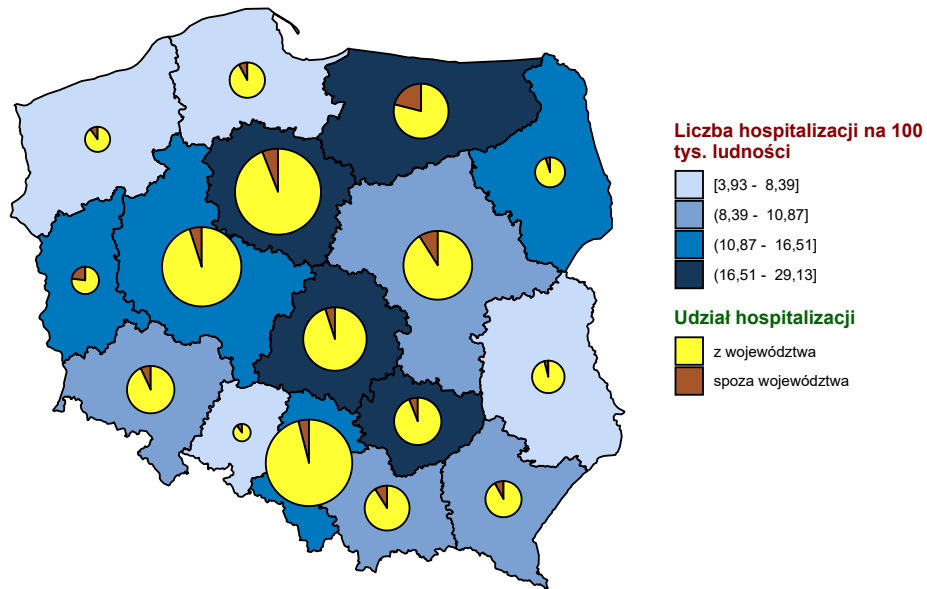 Liczba hospitalizacji na 100
tys. ludności
[3,93 - 8,39]
(8,39 - 10,87]
(10,87 - 16,51]
(16,51 - 29,13]
Udział hospitalizacji
z województwa
spoza województwa